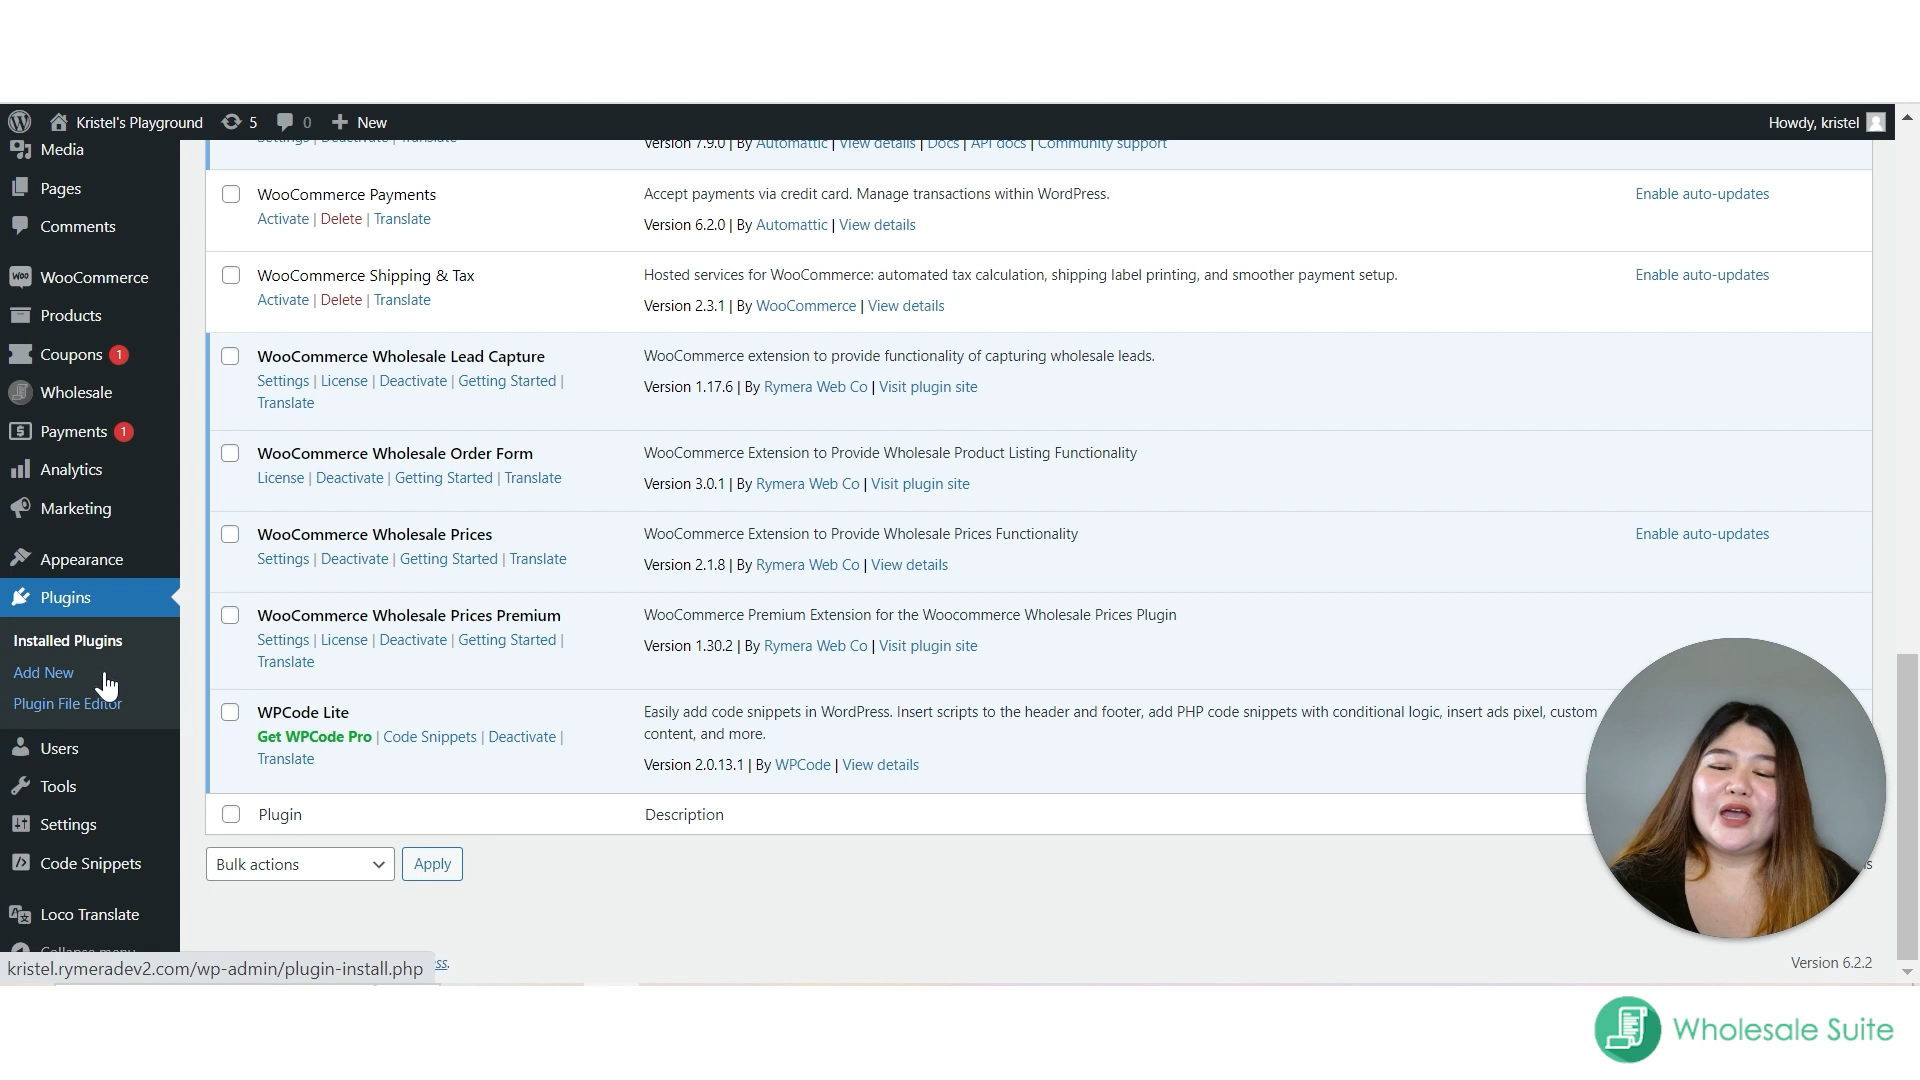 Kristel's Playground 5 0 New Howdy, kristel
Media
Pages
Comments
WooCommerce
Products
Coupons 1
Wholesale
Payments 1
Analytics
Marketing
Appearance
Plugins
Installed Plugins
Add New
Plugin File Editor
Users
Tools
Settings
Code Snippets
Loco Translate
Collapse menu
Settings | Deactivate | Translate
Version 7.9.0 | By Automattic | View details | Docs | API docs | Community support
WooCommerce Payments
Activate | Delete | Translate
Accept payments via credit card. Manage transactions within WordPress.
Version 6.2.0 | By Automattic | View details
Enable auto-updates
WooCommerce Shipping & Tax
Activate | Delete | Translate
Hosted services for WooCommerce: automated tax calculation, shipping label printing, and smoother payment setup.
Version 2.3.1 | By WooCommerce | View details
Enable auto-updates
WooCommerce Wholesale Lead Capture
Settings | License | Deactivate | Getting Started |
Translate
WooCommerce extension to provide functionality of capturing wholesale leads.
Version 1.17.6 | By Rymera Web Co | Visit plugin site
WooCommerce Wholesale Order Form
License | Deactivate | Getting Started | Translate
WooCommerce Extension to Provide Wholesale Product Listing Functionality
Version 3.0.1 | By Rymera Web Co | Visit plugin site
WooCommerce Wholesale Prices
Settings | Deactivate | Getting Started | Translate
WooCommerce Extension to Provide Wholesale Prices Functionality
Version 2.1.8 | By Rymera Web Co | View details
Enable auto-updates
WooCommerce Wholesale Prices Premium
Settings | License | Deactivate | Getting Started |
Translate
WooCommerce Premium Extension for the Woocommerce Wholesale Prices Plugin
Version 1.30.2 | By Rymera Web Co | Visit plugin site
WPCode Lite
Get WPCode Pro | Code Snippets | Deactivate |
Translate
Easily add code snippets in WordPress. Insert scripts to the header and footer, add PHP code snippets with conditional logic, insert ads pixel, custom
content, and more.
Version 2.0.13.1 | By WPCode | View details
Plugin Description
Bulk actions Apply
kristel.rymeradev2.com/wp-admin/plugin-install.php
Version 6.2.2
Wholesale Suite